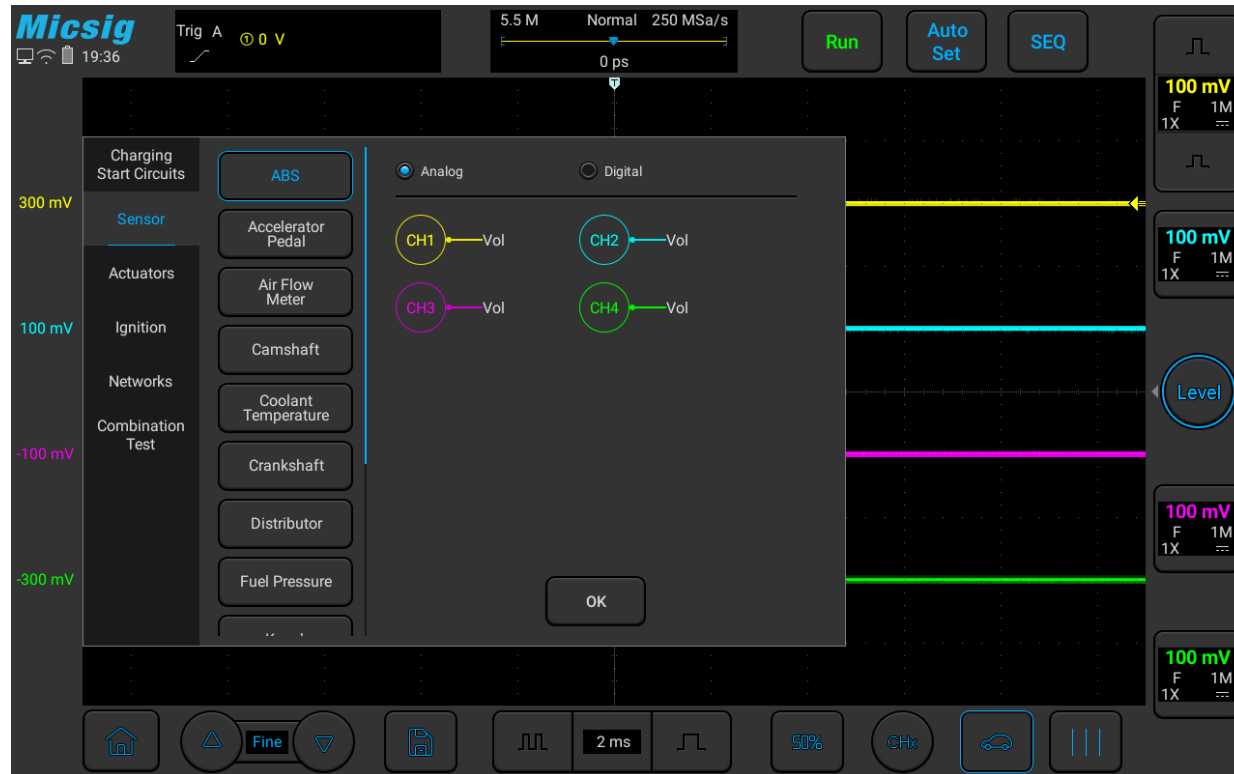 Micsig
19:36
Trig A ① 0 V
5.5 M Normal 250 MSa/s
T
0 ps
Run
Auto
Set
SEQ
100 mV
F 1M
1X
Charging
Start Circuits
Sensor
Actuators
Ignition
Networks
Combination
Test
ABS
Accelerator
Pedal
Air Flow
Meter
Camshaft
Coolant
Temperature
Crankshaft
Distributor
Fuel Pressure
Analog
Digital
CH1 Vol
CH2 Vol
CH3 Vol
CH4 Vol
OK
300 mV
100 mV
-100 mV
-300 mV
100 mV
F 1M
1X
Level
100 mV
F 1M
1X
100 mV
F 1M
1X
Fine
2 ms
50%
CHx